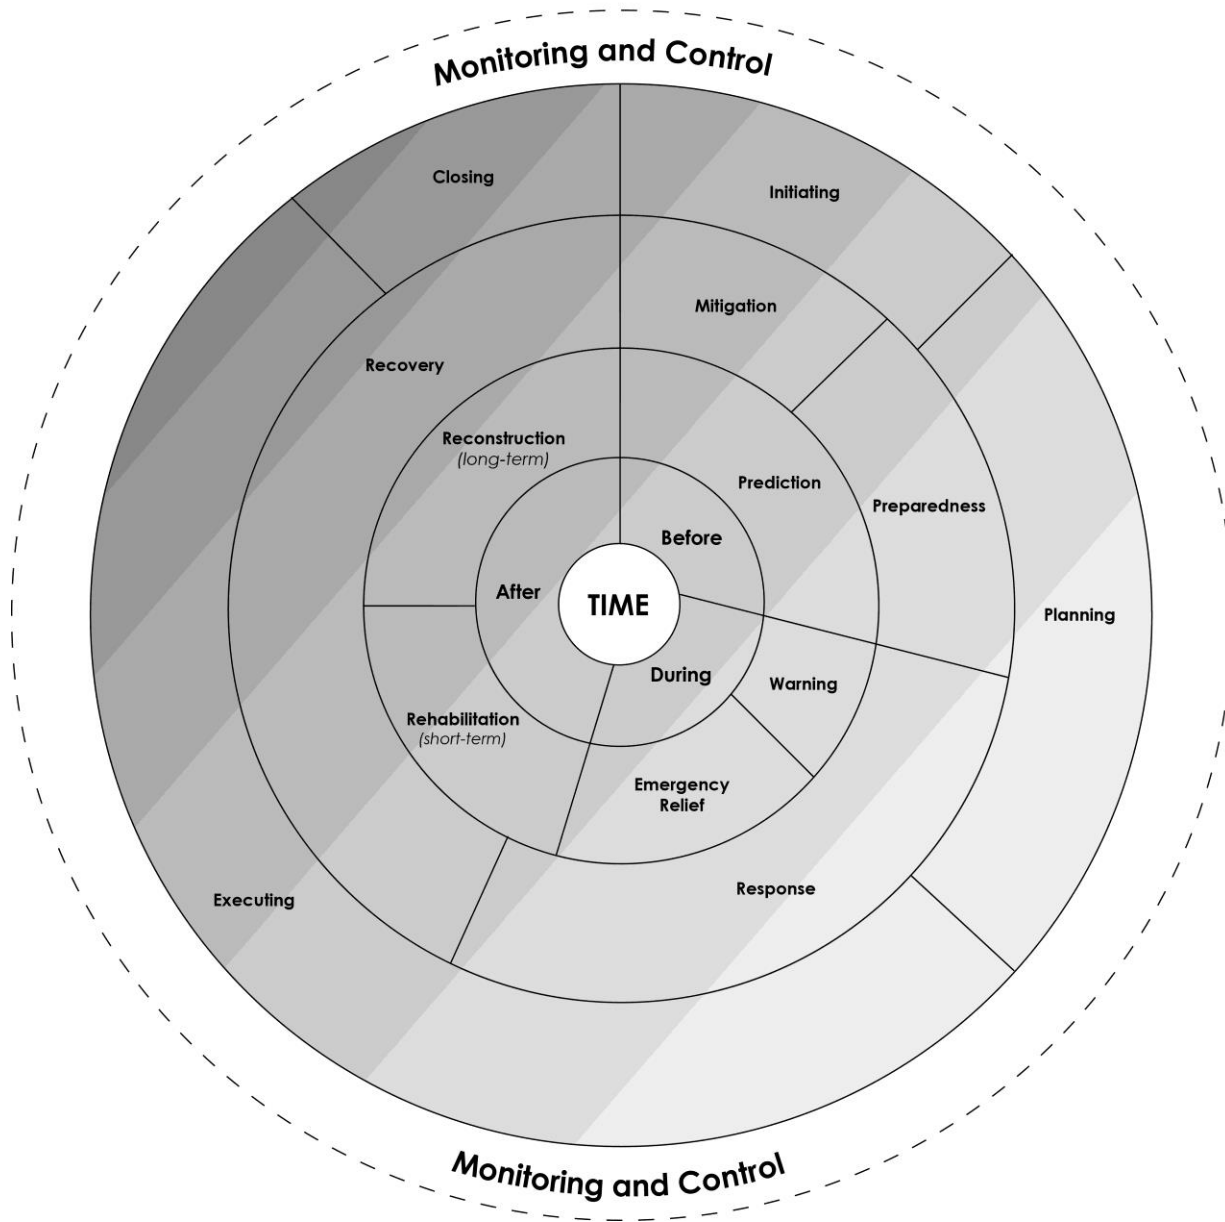 Monitoring and Control
Closing
Initiating
Mitigation
Recovery
Reconstruction
(long-term)
Prediction
Preparedness
Before
After
TIME
Planning
During
Warning
Rehabilitation
(short-term)
Emergency
Relief
Response
Executing
Monitoring and Control